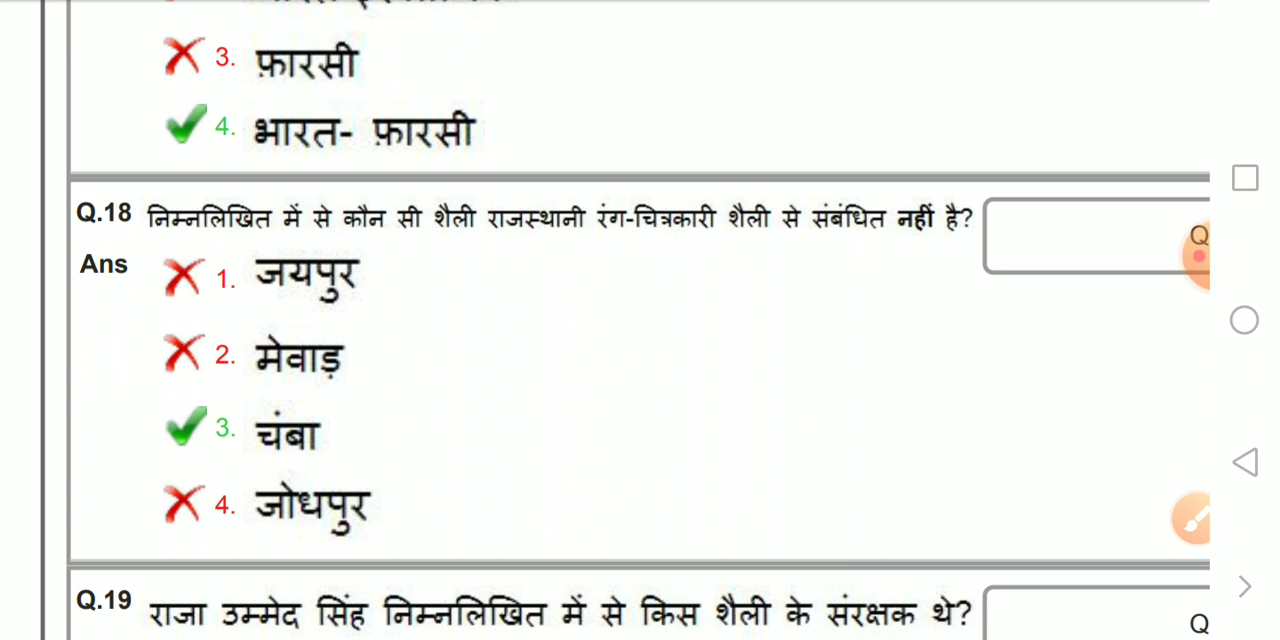 3. फ़ारसी
4. भारत- फ़ारसी
Q.18 निम्नलिखित में से कौन सी शैली राजस्थानी रंग-चित्रकारी शैली से संबंधित नहीं है?
Q
Ans
1. जयपुर
2. मेवाड़
3. चंबा
4. जोधपुर
Q.19 राजा उम्मेद सिंह निम्नलिखित में से किस शैली के संरक्षक थे?
Q